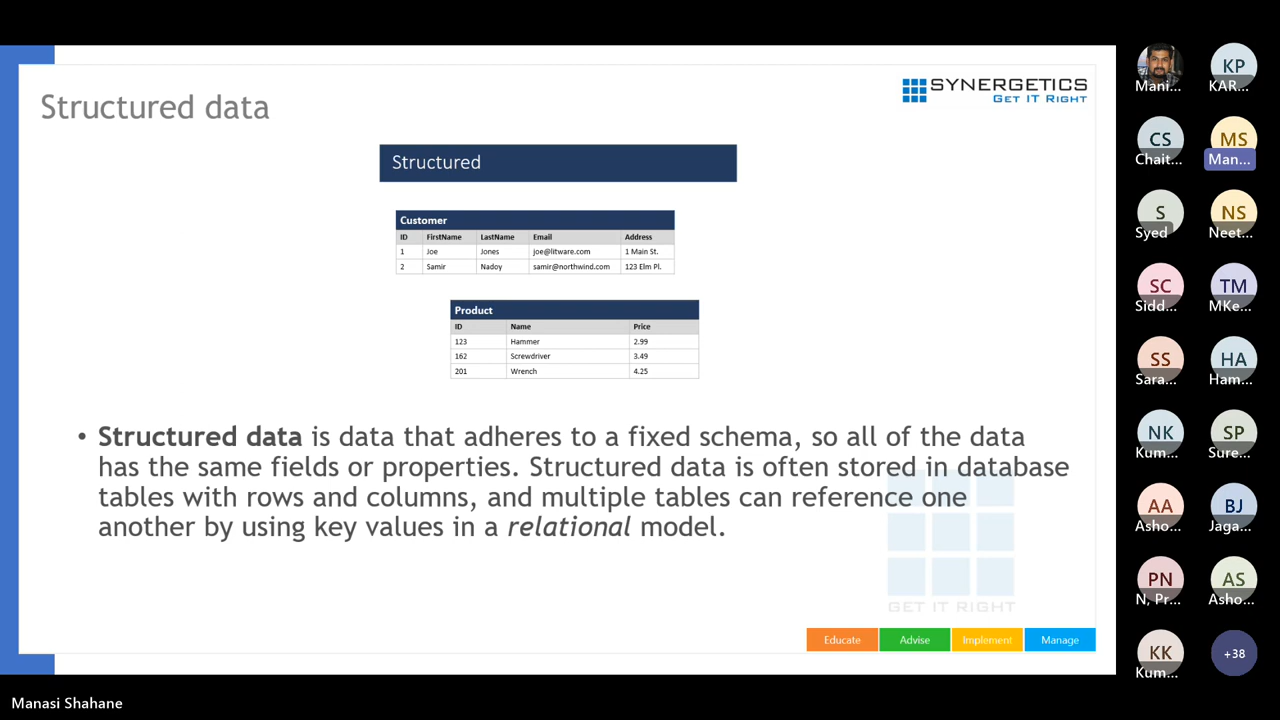 Structured data
SYNERGETICS
GET IT RIGHT
Structured
Customer
ID FirstName LastName Email Address
1 Joe Jones joe@litware.com 1 Main St.
2 Samir Nadoy samir@northwind.com 123 Elm Pl.
Product
ID Name Price
123 Hammer 2.99
162 Screwdriver 3.49
201 Wrench 4.25
• Structured data is data that adheres to a fixed schema, so all of the data
has the same fields or properties. Structured data is often stored in database
tables with rows and columns, and multiple tables can reference one
another by using key values in a relational model.
GET IT RIGHT
Educate Advise Implement Manage
Manasi Shahane
Mani... KP KAR...
CS Chait... MS Man...
S Syed NS Neet...
SC Sidd... TM MKe...
SS Sara... HA Ham...
NK Kum... SP Sure...
AA Asho... BJ Jaga...
PN N, Pr... AS Asho...
KK Kum... +38